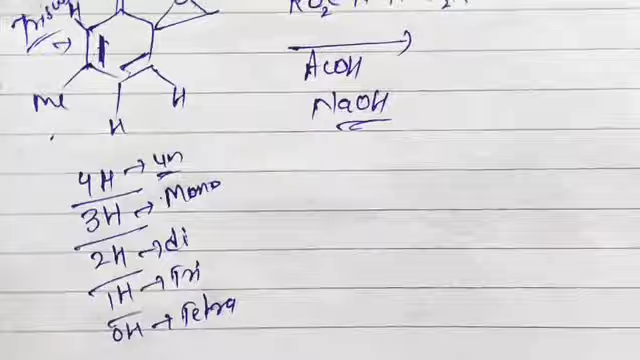 H
Me
H
H
AcOH
NaOH
4H → un
3H → Mono
2H → di
1H → Tri
0H → Tetra